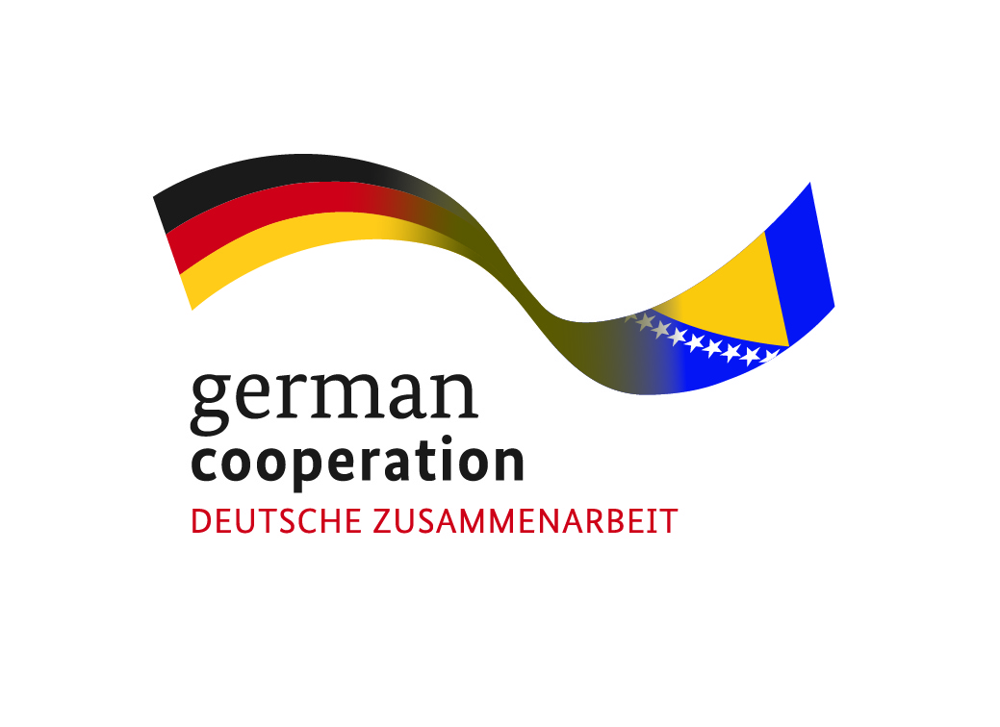 german
cooperation
DEUTSCHE ZUSAMMENARBEIT